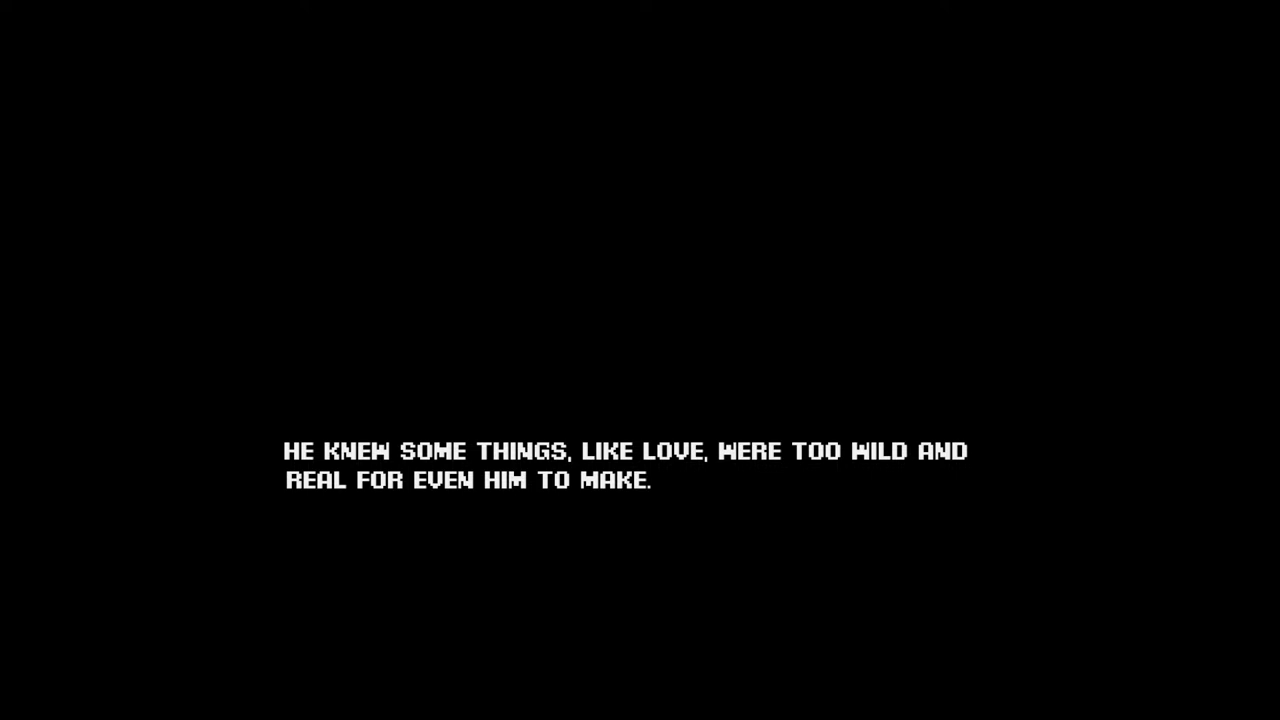 HE KNEW SOME THINGS, LIKE LOVE, WERE TOO WILD AND
REAL FOR EVEN HIM TO MAKE.